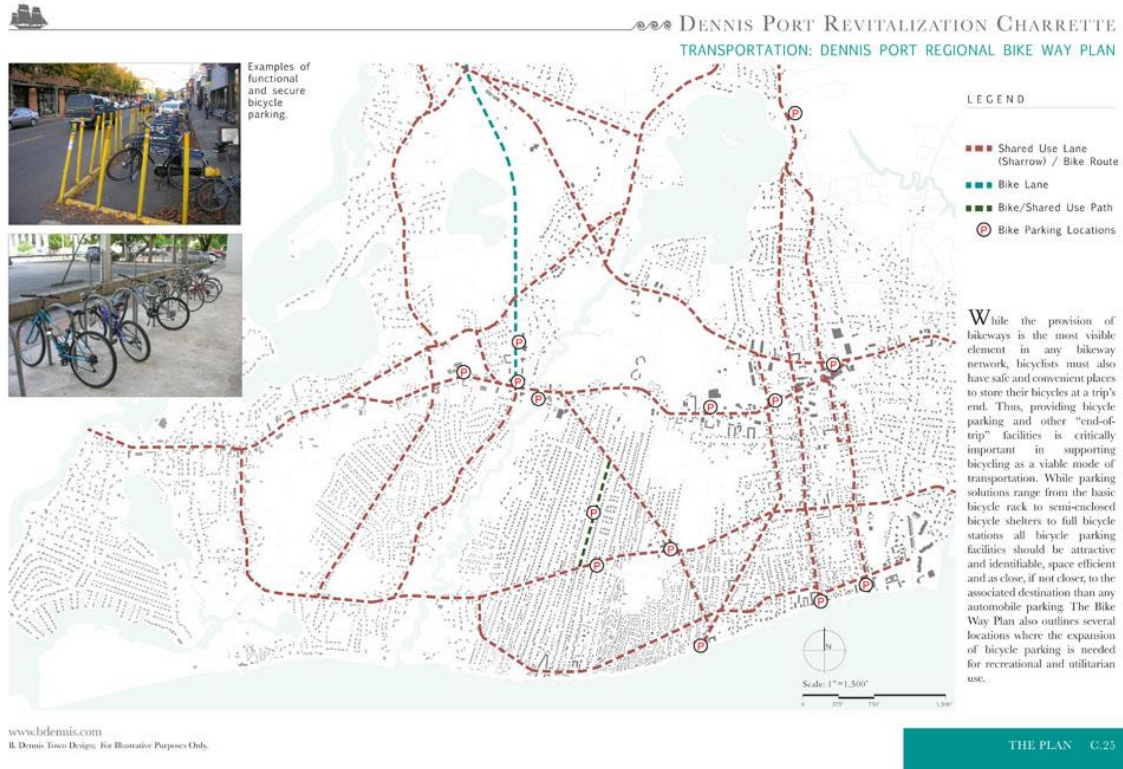 DENNIS PORT REVITALIZATION CHARRETTE
TRANSPORTATION: DENNIS PORT REGIONAL BIKE WAY PLAN
Examples of
functional
and secure
bicycle
parking.
LEGEND
Shared Use Lane
(Sharrow) / Bike Route
Bike Lane
Bike/Shared Use Path
P Bike Parking Locations
While the provision of
bikeways is the most visible
element in any bikeway
network, bicyclists must also
have safe and convenient places
to store their bicycles at a trip's
end. Thus, providing bicycle
parking and other "end-of-
trip" facilities is critically
important in supporting
bicycling as a viable mode of
transportation. While parking
solutions range from the basic
bicycle rack to semi-enclosed
bicycle shelters to full bicycle
stations all bicycle parking
facilities should be attractive
and identifiable, space efficient
and as close, if not closer, to the
associated destination than any
automobile parking. The Bike
Way Plan also outlines several
locations where the expansion
of bicycle parking is needed
for recreational and utilitarian
use.
P
P
P
P
P
P
P
P
P
P
P
P
P
P
N
Scale: 1"=1,500'
0 375' 750' 1,500'
www.bdennis.com
B. Dennis Town Design; For Illustrative Purposes Only.
THE PLAN C.25